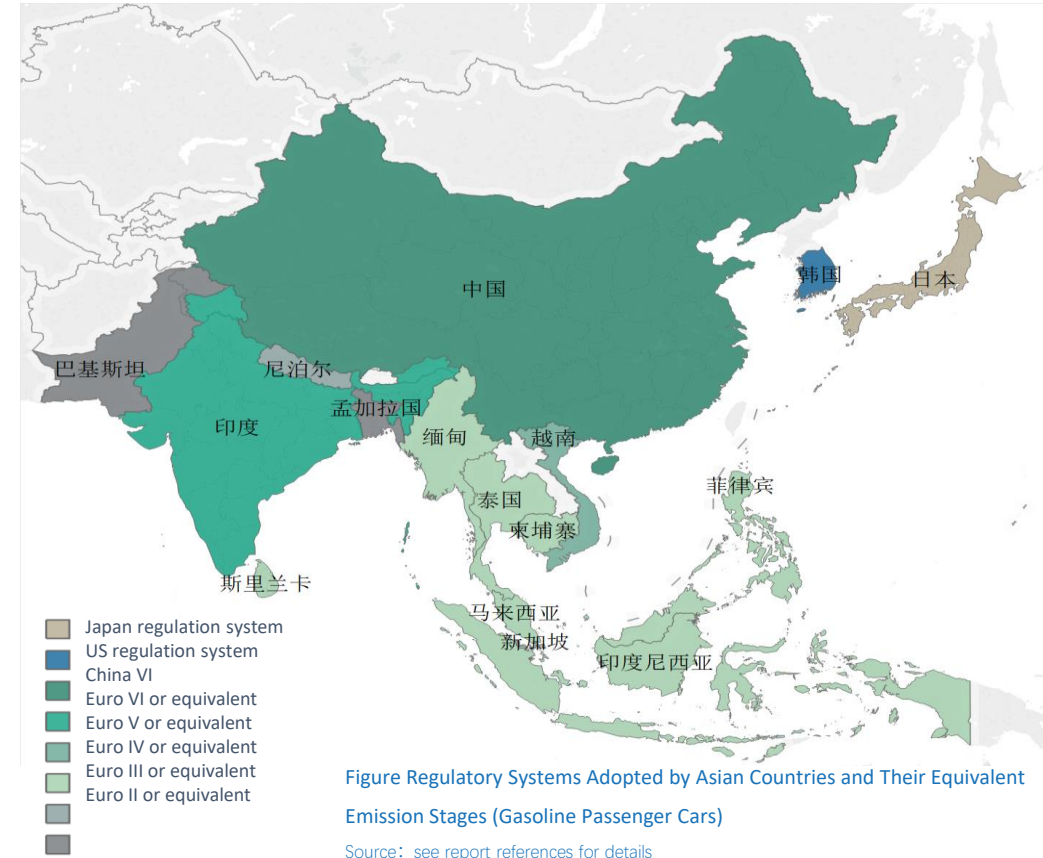 中国
韩国
日本
巴基斯坦
尼泊尔
孟加拉国
印度
缅甸
越南
菲律宾
泰国
柬埔寨
斯里兰卡
马来西亚
新加坡
印度尼西亚
Japan regulation system
US regulation system
China VI
Euro VI or equivalent
Euro V or equivalent
Euro IV or equivalent
Euro III or equivalent
Euro II or equivalent
Figure Regulatory Systems Adopted by Asian Countries and Their Equivalent
Emission Stages (Gasoline Passenger Cars)
Source：see report references for details